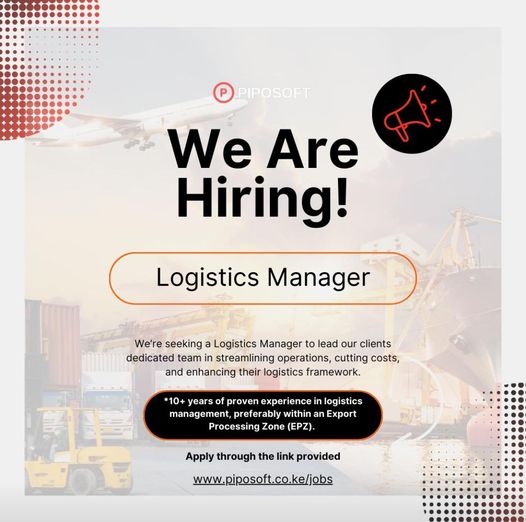 PIPOSOFT
We Are
Hiring!
Logistics Manager
We're seeking a Logistics Manager to lead our clients
dedicated team in streamlining operations, cutting costs,
and enhancing their logistics framework.
*10+ years of proven experience in logistics
management, preferably within an Export
Processing Zone (EPZ).
Apply through the link provided
www.piposoft.co.ke/jobs